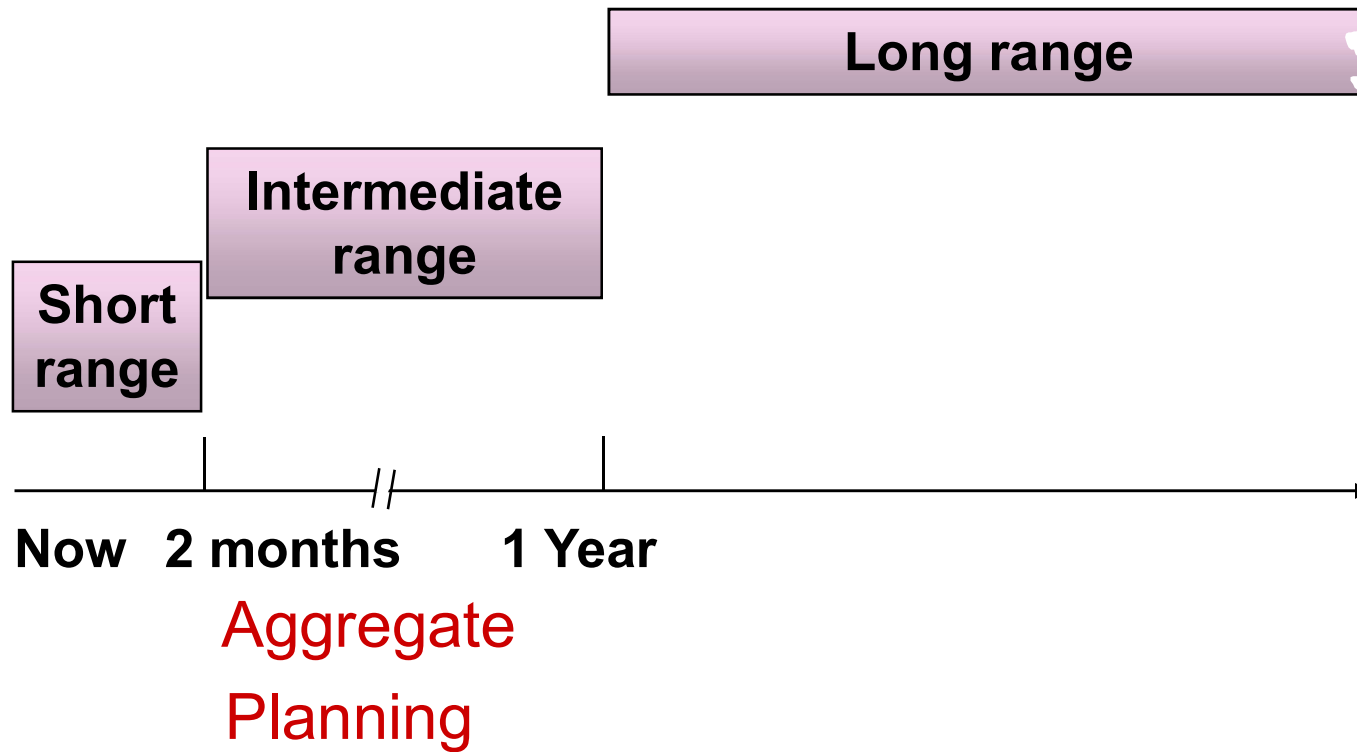 Long range
Intermediate
range
Short
range
Now 2 months 1 Year
Aggregate
Planning